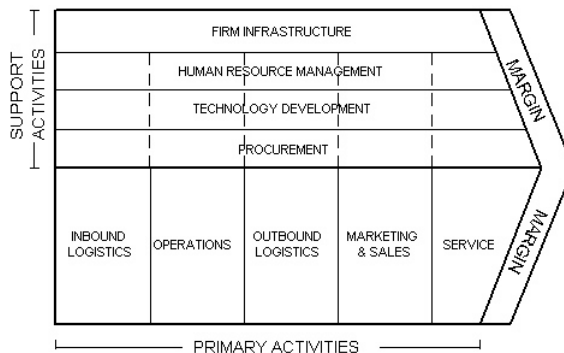 FIRM INFRASTRUCTURE
HUMAN RESOURCE MANAGEMENT
TECHNOLOGY DEVELOPMENT
PROCUREMENT
SUPPORT
ACTIVITIES
MARGIN
INBOUND
LOGISTICS
OPERATIONS
OUTBOUND
LOGISTICS
MARKETING
& SALES
SERVICE
MARGIN
PRIMARY ACTIVITIES